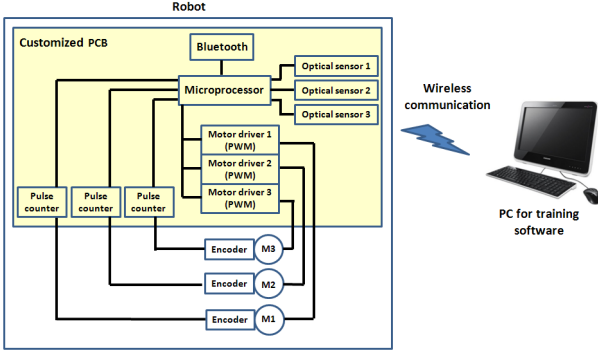 Robot
Customized PCB
Bluetooth
Microprocessor
Optical sensor 1
Optical sensor 2
Optical sensor 3
Motor driver 1
(PWM)
Motor driver 2
(PWM)
Motor driver 3
(PWM)
Pulse
counter
Pulse
counter
Pulse
counter
Encoder
M3
Encoder
M2
Encoder
M1
Wireless
communication
PC for training
software